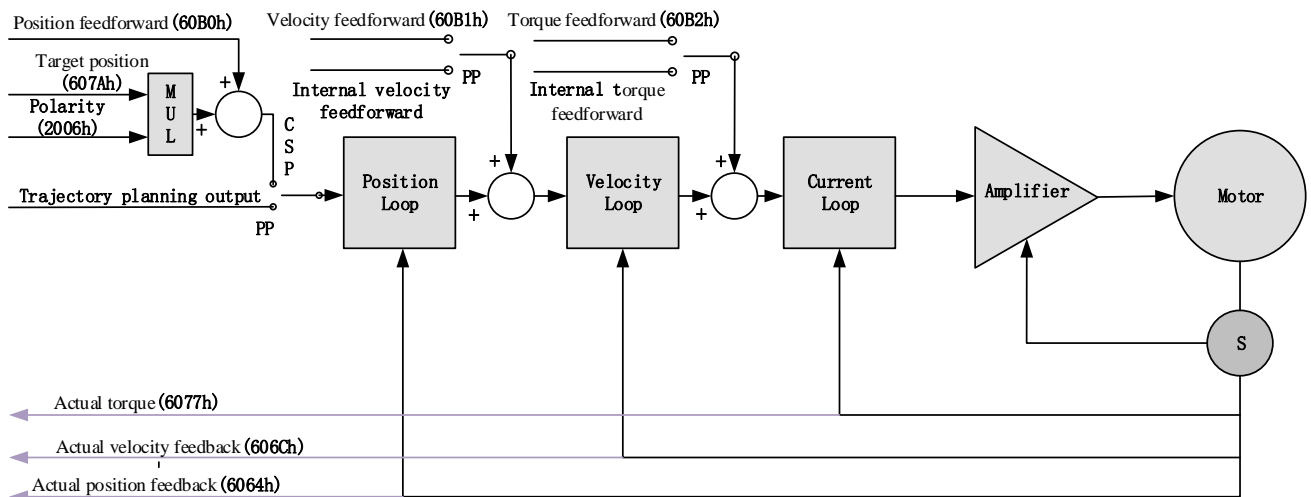 Position feedforward (60B0h)
Velocity feedforward (60B1h)
Torque feedforward (60B2h)
Target position
(607Ah)
Polarity
(2006h)
M
U
L
+
+
C
S
P
PP
Internal velocity
feedforward
PP
Internal torque
feedforward
PP
Trajectory planning output
Position
Loop
+
+
Velocity
Loop
+
+
Current
Loop
Amplifier
Motor
S
Actual torque (6077h)
Actual velocity feedback (606Ch)
Actual position feedback (6064h)